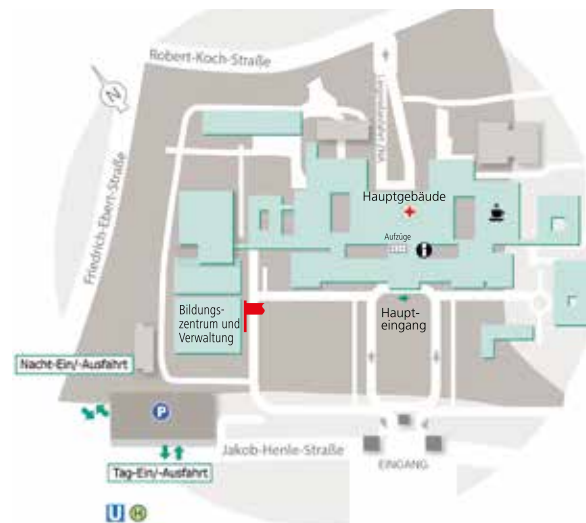 Robert-Koch-Straße
N
Friedrich-Ebert-Straße
Hauptgebäude
Aufzüge
i
Bildungs-
zentrum und
Verwaltung
Haupt-
eingang
Nacht-Ein/-Ausfahrt
P
Jakob-Henle-Straße
EINGANG
Tag-Ein/-Ausfahrt
U H